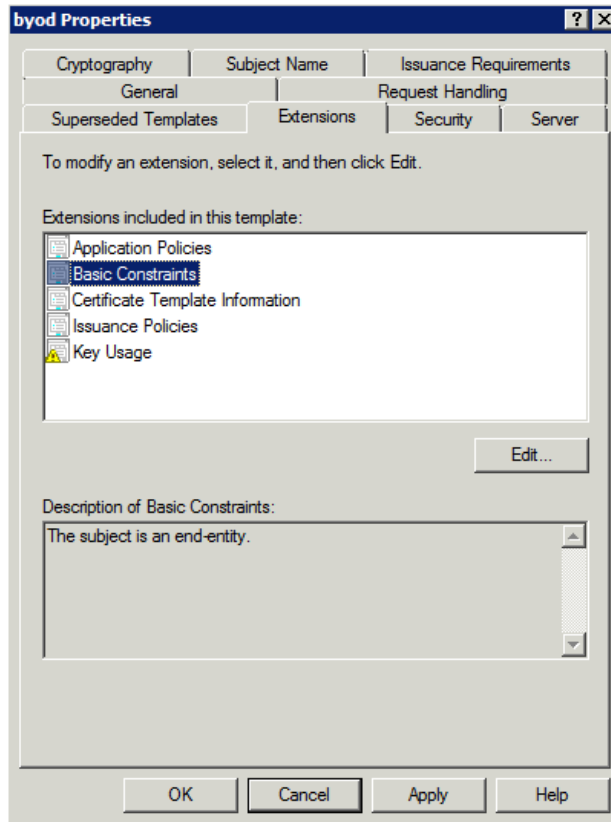 byod Properties
Cryptography Subject Name Issuance Requirements
General Request Handling
Superseded Templates Extensions Security Server
To modify an extension, select it, and then click Edit.
Extensions included in this template:
Application Policies
Basic Constraints
Certificate Template Information
Issuance Policies
Key Usage
Edit...
Description of Basic Constraints:
The subject is an end-entity.
OK Cancel Apply Help